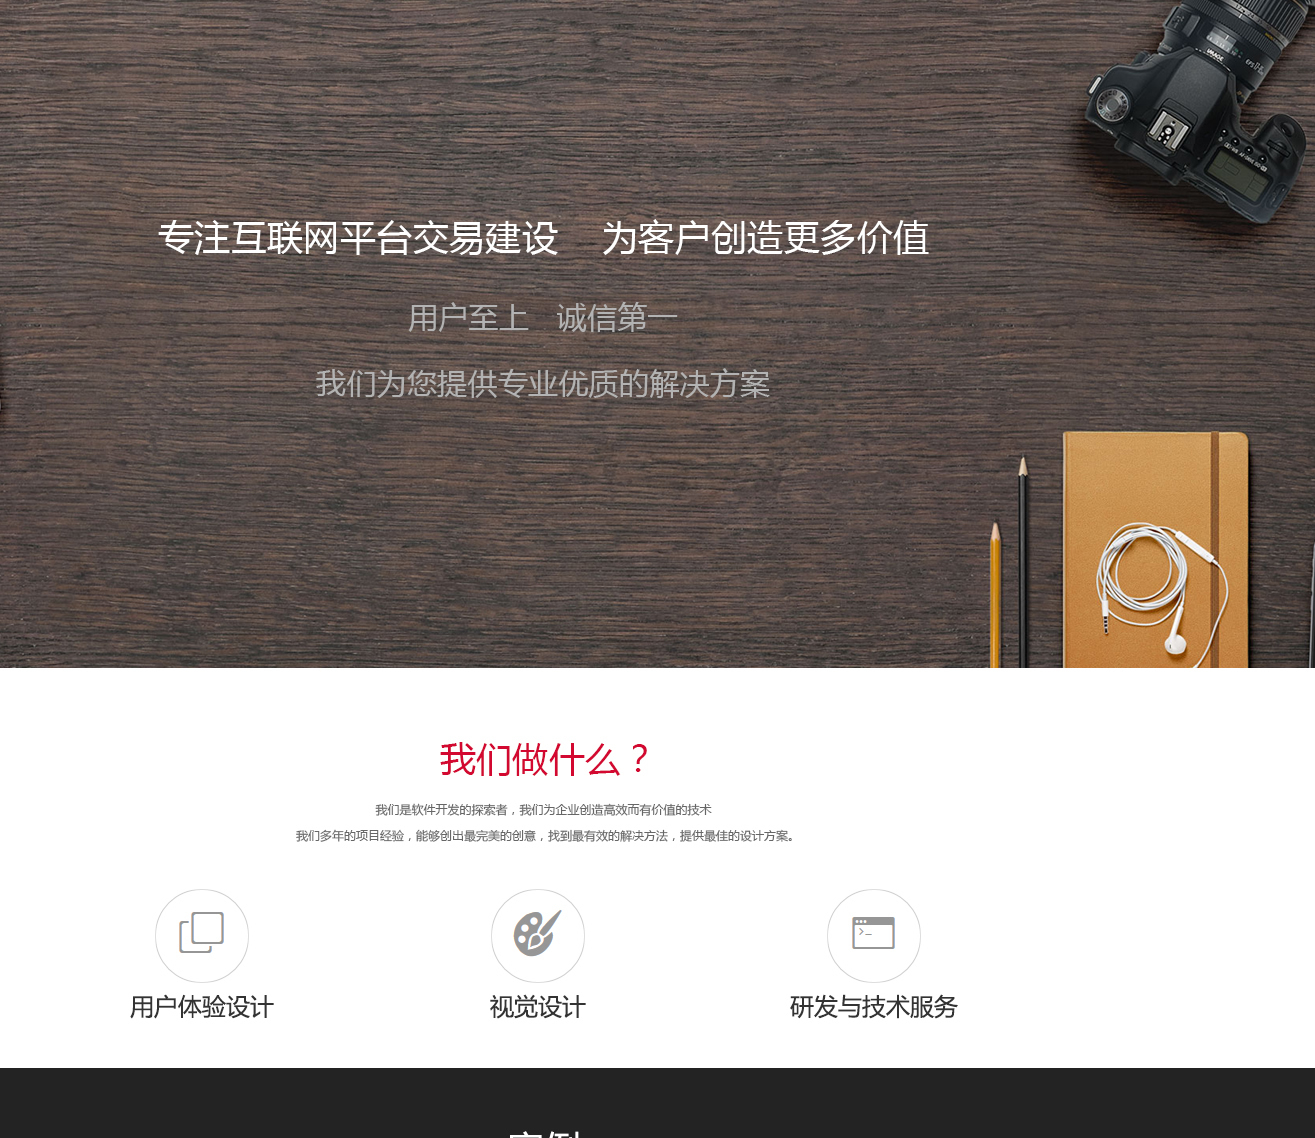 专注互联网平台交易建设 为客户创造更多价值
用户至上 诚信第一
我们为您提供专业优质的解决方案
我们做什么？
我们是软件开发的探索者，我们为企业创造高效而有价值的技术
我们多年的项目经验，能够创出最完美的创意，找到最有效的解决方法，提供最佳的设计方案。
用户体验设计
视觉设计
研发与技术服务
案例